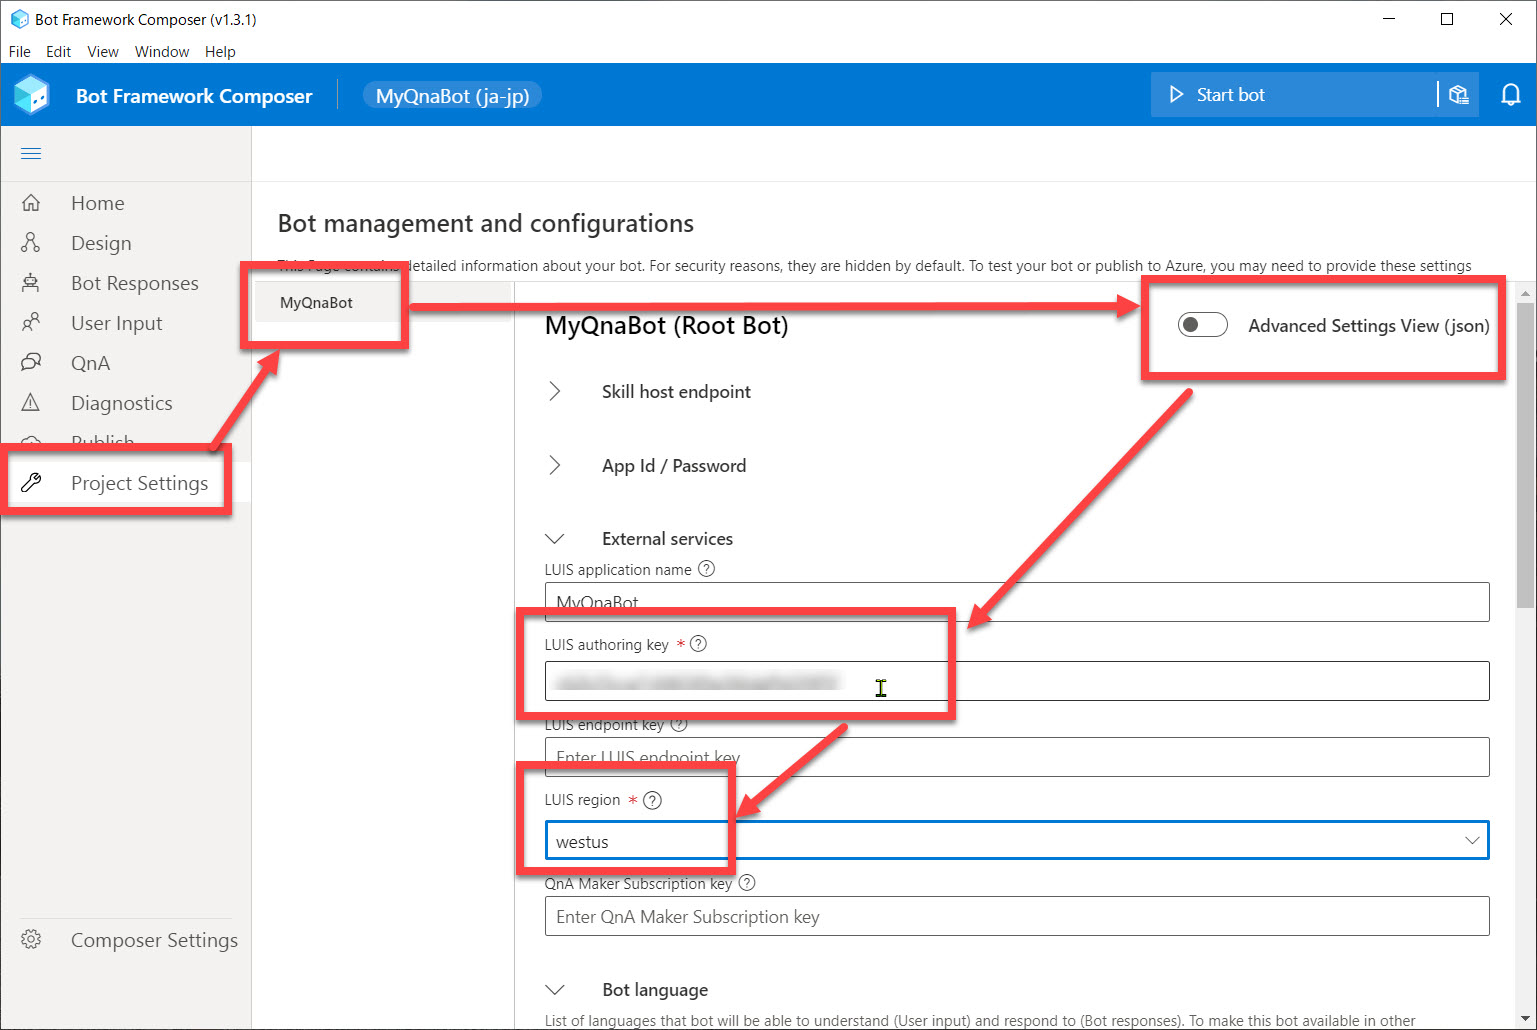 Bot Framework Composer (v1.3.1)
File Edit View Window Help
Bot Framework Composer MyQnaBot (ja-jp) Start bot
Home
Design
Bot Responses
User Input
QnA
Diagnostics
Publish
Project Settings
Composer Settings
Bot management and configurations
This Page contains detailed information about your bot. For security reasons, they are hidden by default. To test your bot or publish to Azure, you may need to provide these settings
MyQnaBot
MyQnaBot (Root Bot)
Advanced Settings View (json)
Skill host endpoint
App Id / Password
External services
LUIS application name ?
MyQnaBot
LUIS authoring key * ?
LUIS endpoint key ?
Enter LUIS endpoint key
LUIS region * ?
westus
QnA Maker Subscription key ?
Enter QnA Maker Subscription key
Bot language
List of languages that bot will be able to understand (User input) and respond to (Bot responses). To make this bot available in other